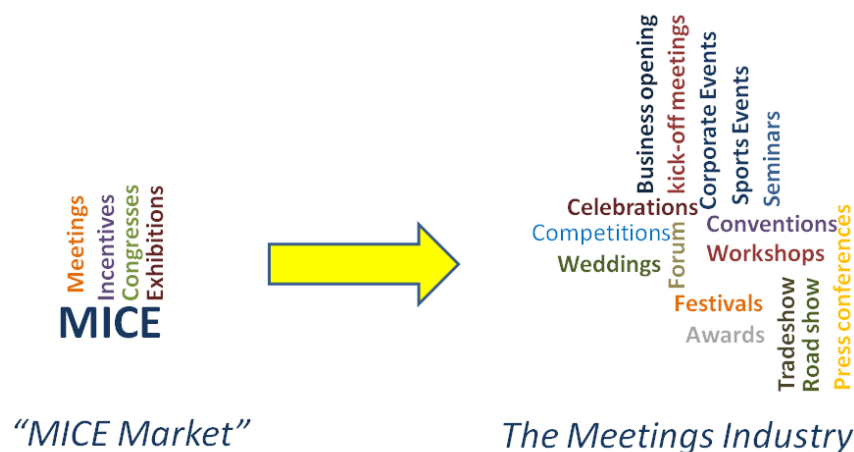 Meetings
Incentives
Congresses
Exhibitions
MICE
"MICE Market"
Business opening
kick-off meetings
Corporate Events
Sports Events
Seminars
Celebrations
Competitions
Weddings
Forum
Conventions
Workshops
Festivals
Awards
Tradeshow
Road show
Press conferences
The Meetings Industry